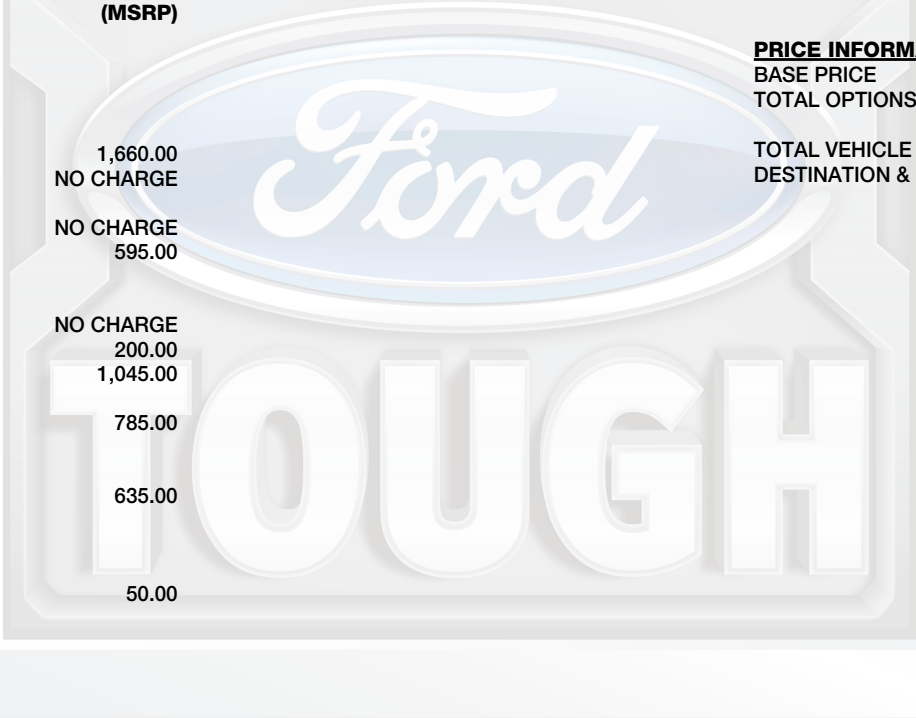 (MSRP)
1,660.00
NO CHARGE
NO CHARGE
595.00
NO CHARGE
200.00
1,045.00
785.00
635.00
50.00
PRICE INFORMA
BASE PRICE
TOTAL OPTIONS
TOTAL VEHICLE
DESTINATION &
Ford
TOUGH